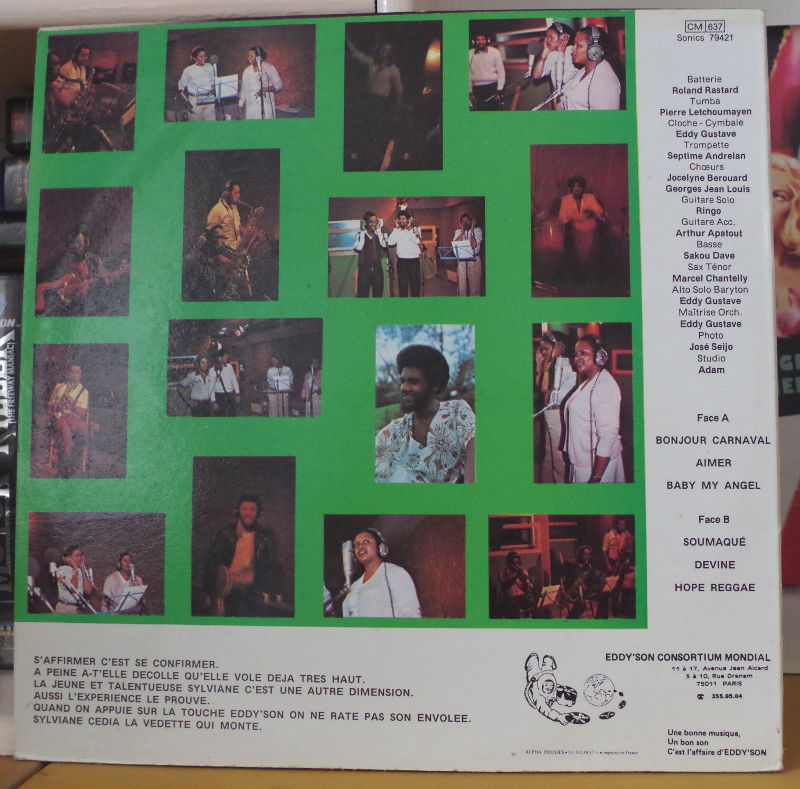 CM 637
Sonics 79421
Batterie
Roland Rastard
Tumba
Pierre Letchoumayen
Cloche - Cymbale
Eddy Gustave
Trompette
Septime Andrelan
Chœurs
Jocelyne Berouard
Georges Jean Louis
Guitare Solo
Ringo
Guitare Acc.
Arthur Apatout
Basse
Sakou Dave
Sax Ténor
Marcel Chantelly
Alto Solo Baryton
Eddy Gustave
Maîtrise Orch.
Eddy Gustave
Photo
José Seijo
Studio
Adam
Face A
BONJOUR CARNAVAL
AIMER
BABY MY ANGEL
Face B
SOUMAQUÉ
DEVINE
HOPE REGGAE
S'AFFIRMER C'EST SE CONFIRMER.
A PEINE A-T'ELLE DECOLLE QU'ELLE VOLE DEJA TRES HAUT.
LA JEUNE ET TALENTUEUSE SYLVIANE C'EST UNE AUTRE DIMENSION.
AUSSI L'EXPERIENCE LE PROUVE.
QUAND ON APPUIE SUR LA TOUCHE EDDY'SON ON NE RATE PAS SON ENVOLEE.
SYLVIANE CEDIA LA VEDETTE QUI MONTE.
EDDY'SON CONSORTIUM MONDIAL
11 à 17, Avenue Jean Aicard
5 à 10, Rue Oranem
75011 PARIS
☎ 355.95.04
Une bonne musique,
Un bon son
C'est l'affaire d'EDDY'SON